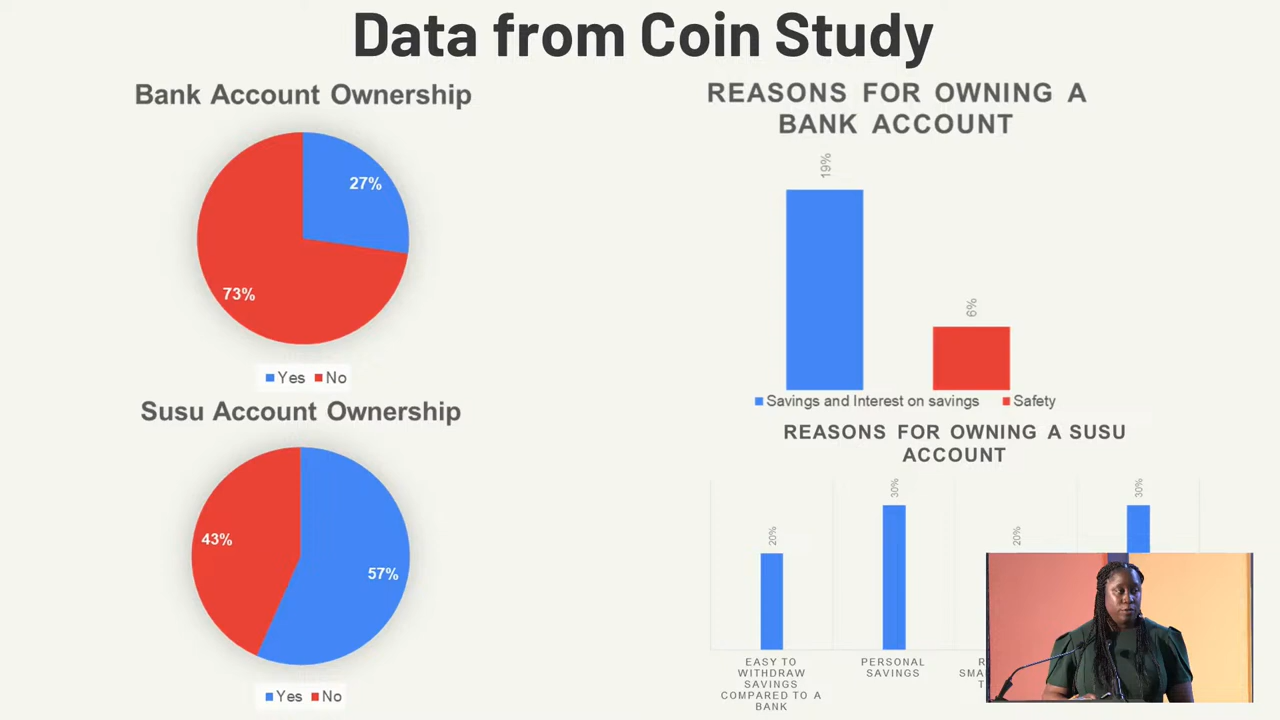 Data from Coin Study
Bank Account Ownership
27%
73%
Yes No
Susu Account Ownership
43%
57%
Yes No
REASONS FOR OWNING A
BANK ACCOUNT
19%
6%
Savings and Interest on savings Safety
REASONS FOR OWNING A SUSU
ACCOUNT
20%
30%
20%
30%
EASY TO
WITHDRAW
SAVINGS
COMPARED TO A
BANK
PERSONAL
SAVINGS